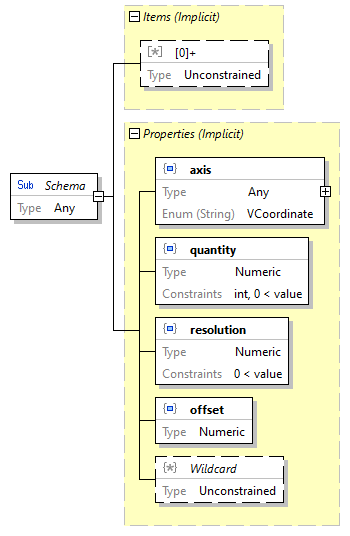 Items (Implicit)
[*] [0]+
Type Unconstrained
Properties (Implicit)
Sub Schema
Type Any
{} axis
Type Any
Enum (String) VCoordinate
{} quantity
Type Numeric
Constraints int, 0 < value
{} resolution
Type Numeric
Constraints 0 < value
{} offset
Type Numeric
{*} Wildcard
Type Unconstrained